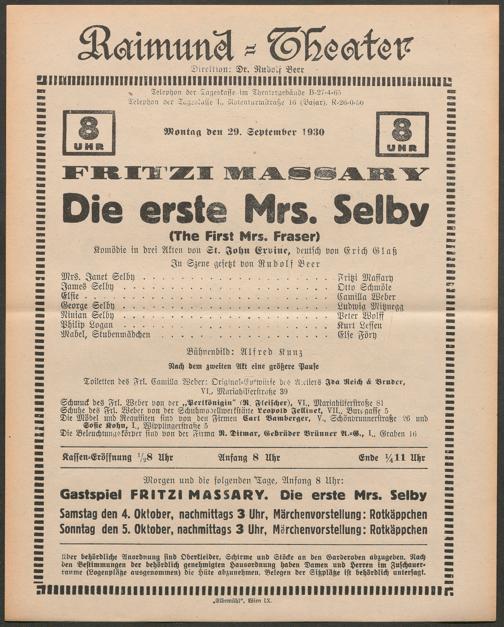 Raimund-Theater
Direktion: Dr. Rudolf Beer
Telephon der Tageskasse im Theatergebäude B-27-4-65
Telephon der Tageskasse I., Rotenturmstraße 16 (Basar), R-26-0-50
8 UHR
Montag den 29. September 1930
8 UHR
FRITZI MASSARY
Die erste Mrs. Selby
(The First Mrs. Fraser)
Komödie in drei Akten von St. John Ervine, deutsch von Erich Glaß
In Szene gesetzt von Rudolf Beer
Mrs. Janet Selby . . . . . Fritzi Massary
James Selby . . . . . Otto Schmöle
Elsie . . . . . Camilla Weber
George Selby . . . . . Ludwig Minnegg
Ninian Selby . . . . . Peter Wolff
Philip Logan . . . . . Kurt Lessen
Mabel, Stubenmädchen . . . . . Else Föry
Bühnenbild: Alfred Kunz
Nach dem zweiten Akt eine größere Pause
Toiletten des Frl. Camilla Weber: Original-Entwürfe des Ateliers Ida Reich & Bruder,
VI., Mariahilferstraße 39
Schmuck des Frl. Weber von der „Perlkönigin" (R. Fleischer), VI., Mariahilferstraße 81
Schuhe des Frl. Weber von der Schuhmodellwerkstätte Leopold Jellinek, VII., Burggasse 5
Die Möbel und Requisiten sind von den Firmen Carl Bamberger, V., Schönbrunnerstraße 26 und
Sofie Kohn, I., Wipplingerstraße 5
Die Beleuchtungskörper sind von der Firma R. Ditmar, Gebrüder Brünner A.-G., I., Graben 16
Kassen-Eröffnung 1/28 Uhr Anfang 8 Uhr Ende 1/411 Uhr
Morgen und die folgenden Tage, Anfang 8 Uhr:
Gastspiel FRITZI MASSARY. Die erste Mrs. Selby
Samstag den 4. Oktober, nachmittags 3 Uhr, Märchenvorstellung: Rotkäppchen
Sonntag den 5. Oktober, nachmittags 3 Uhr, Märchenvorstellung: Rotkäppchen
Über behördliche Anordnung sind Oberkleider, Schirme und Stöcke an den Garderoben abzugeben. Nach
den Bestimmungen der behördlich genehmigten Hausordnung haben Damen und Herren im Zuschauer-
raume (Logenplätze ausgenommen) die Hüte abzunehmen. Belegen der Sitzplätze ist behördlich untersagt.
„Elbemühl", Wien IX.